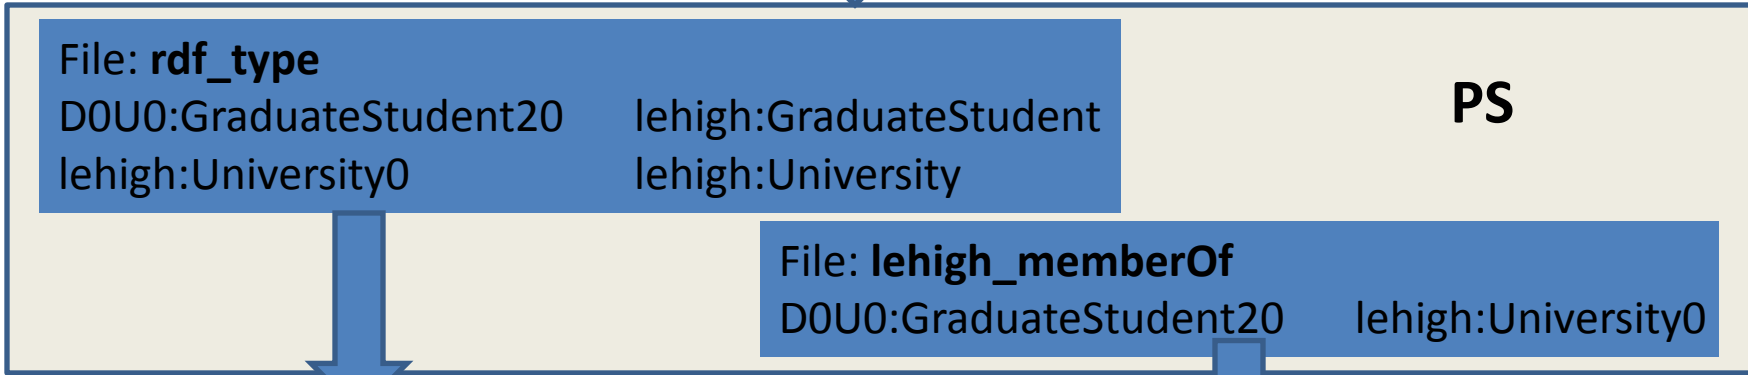 File: rdf_type
D0U0:GraduateStudent20 lehigh:GraduateStudent
lehigh:University0 lehigh:University
PS
File: lehigh_memberOf
D0U0:GraduateStudent20 lehigh:University0